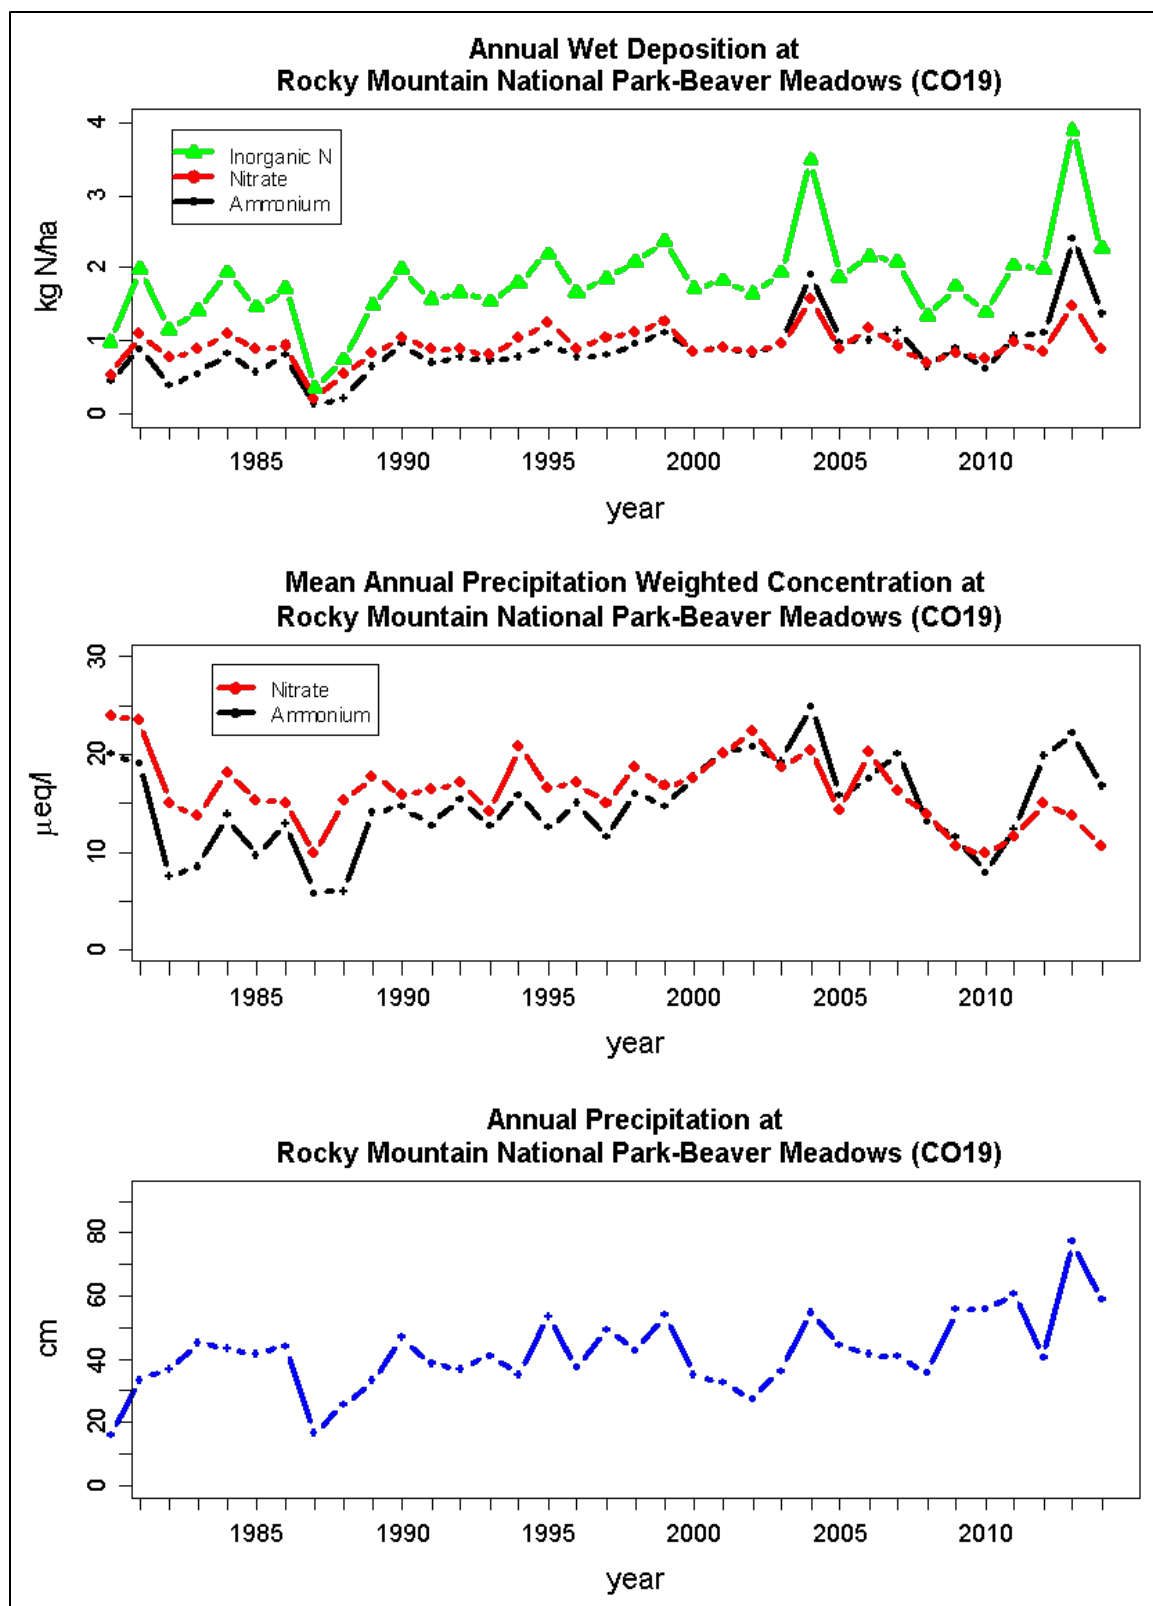 Annual Wet Deposition at
Rocky Mountain National Park-Beaver Meadows (CO19)
kg N/ha
4
3
2
1
0
Inorganic N
Nitrate
Ammonium
1985 1990 1995 2000 2005 2010
year
Mean Annual Precipitation Weighted Concentration at
Rocky Mountain National Park-Beaver Meadows (CO19)
µeq/l
30
20
10
0
Nitrate
Ammonium
1985 1990 1995 2000 2005 2010
year
Annual Precipitation at
Rocky Mountain National Park-Beaver Meadows (CO19)
cm
80
60
40
20
0
1985 1990 1995 2000 2005 2010
year